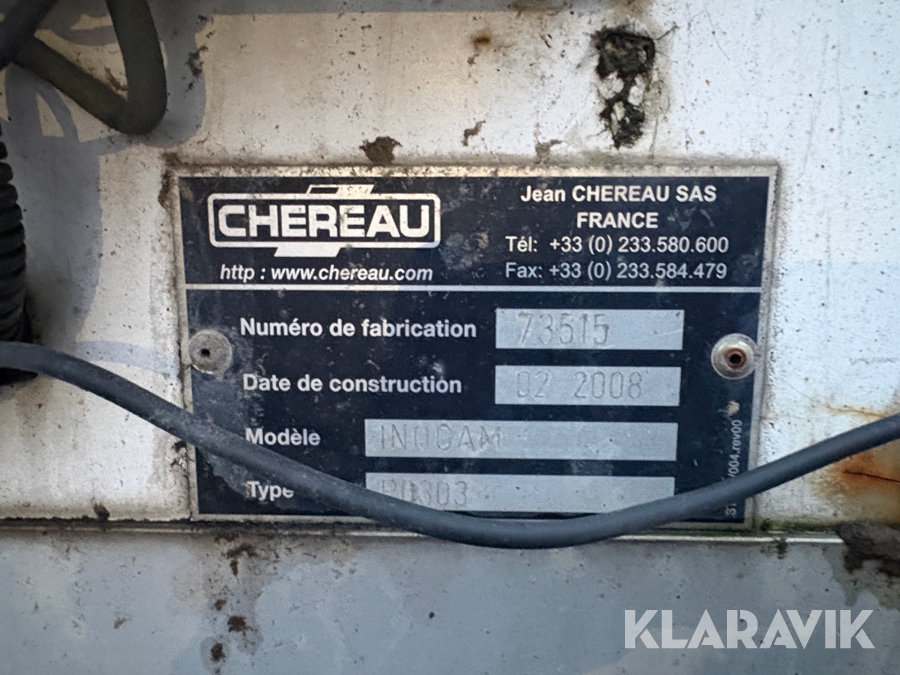 CHEREAU
http : www.chereau.com
Jean CHEREAU SAS
FRANCE
Tél: +33 (0) 233.580.600
Fax: +33 (0) 233.584.479
Numéro de fabrication 73515
Date de construction 02 2008
Modèle INOGAM
Type
KLARAVIK